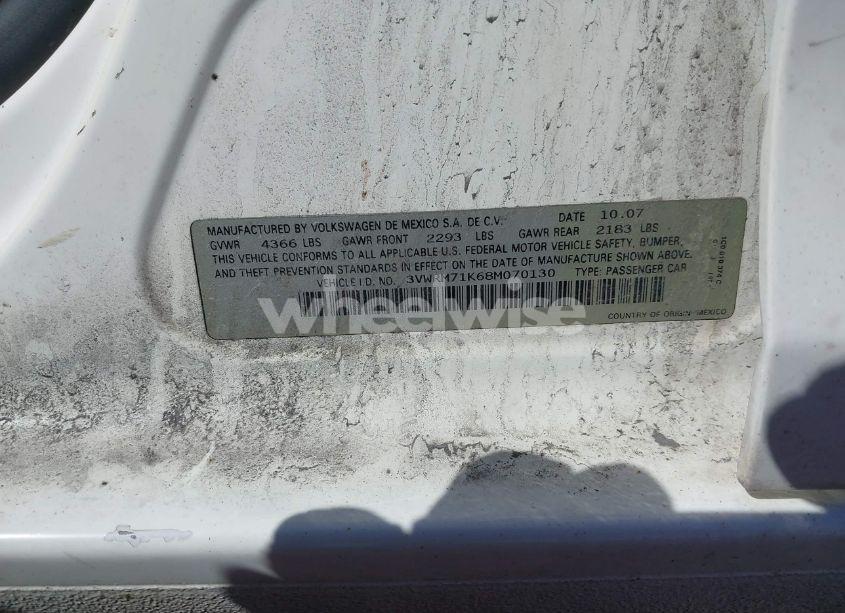 MANUFACTURED BY VOLKSWAGEN DE MEXICO S.A. DE C.V. DATE 10.07
GVWR 4366 LBS GAWR FRONT 2293 LBS GAWR REAR 2183 LBS
THIS VEHICLE CONFORMS TO ALL APPLICABLE U.S. FEDERAL MOTOR VEHICLE SAFETY, BUMPER,
AND THEFT PREVENTION STANDARDS IN EFFECT ON THE DATE OF MANUFACTURE SHOWN ABOVE.
VEHICLE I.D. NO. TYPE: PASSENGER CAR
COUNTRY OF ORIGIN: MEXICO
wheelwise